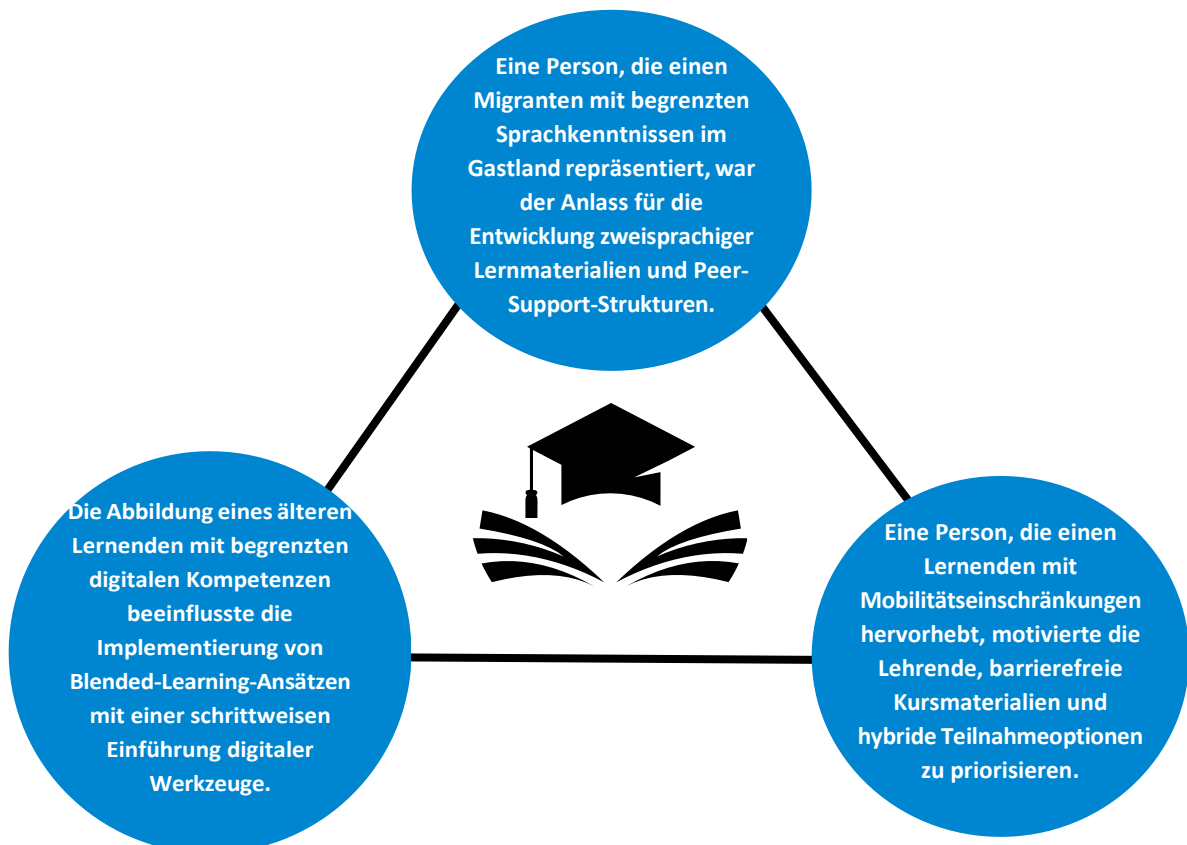 Eine Person, die einen
Migranten mit begrenzten
Sprachkenntnissen im
Gastland repräsentiert, war
der Anlass für die
Entwicklung zweisprachiger
Lernmaterialien und Peer-
Support-Strukturen.
Die Abbildung eines älteren
Lernenden mit begrenzten
digitalen Kompetenzen
beeinflusste die
Implementierung von
Blended-Learning-Ansätzen
mit einer schrittweisen
Einführung digitaler
Werkzeuge.
Eine Person, die einen
Lernenden mit
Mobilitätseinschränkungen
hervorhebt, motivierte die
Lehrende, barrierefreie
Kursmaterialien und
hybride Teilnahmeoptionen
zu priorisieren.